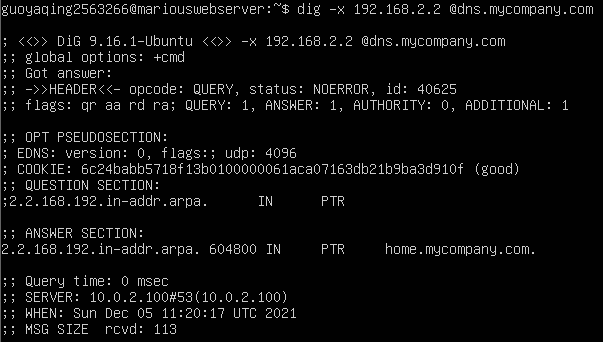 guoyaqing2563266@mariouswebserver:~$ dig -x 192.168.2.2 @dns.mycompany.com
; <<>> DiG 9.16.1-Ubuntu <<>> -x 192.168.2.2 @dns.mycompany.com
;; global options: +cmd
;; Got answer:
;; ->>HEADER<<- opcode: QUERY, status: NOERROR, id: 40625
;; flags: qr aa rd ra; QUERY: 1, ANSWER: 1, AUTHORITY: 0, ADDITIONAL: 1
;; OPT PSEUDOSECTION:
; EDNS: version: 0, flags:; udp: 4096
; COOKIE: 6c24babb5718f13b0100000061aca07163db21b9ba3d910f (good)
;; QUESTION SECTION:
;2.2.168.192.in-addr.arpa. IN PTR
;; ANSWER SECTION:
2.2.168.192.in-addr.arpa. 604800 IN PTR home.mycompany.com.
;; Query time: 0 msec
;; SERVER: 10.0.2.100#53(10.0.2.100)
;; WHEN: Sun Dec 05 11:20:17 UTC 2021
;; MSG SIZE rcvd: 113